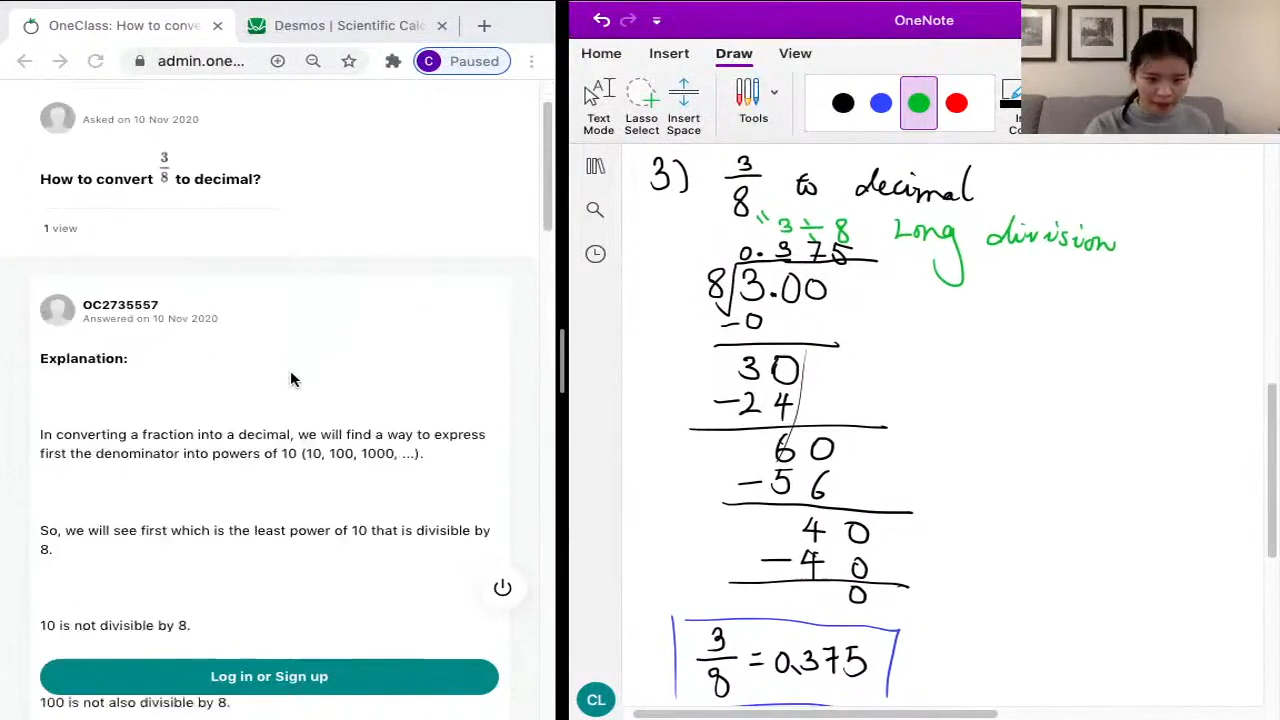 OneClass: How to conver
Desmos | Scientific Calc
admin.one...
C Paused
Asked on 10 Nov 2020
How to convert 3/8 to decimal?
1 view
OC2735557
Answered on 10 Nov 2020
Explanation:
In converting a fraction into a decimal, we will find a way to express
first the denominator into powers of 10 (10, 100, 1000, ...).
So, we will see first which is the least power of 10 that is divisible by
8.
10 is not divisible by 8.
Log in or Sign up
100 is not also divisible by 8.
OneNote
Home Insert Draw View
Text Mode
Lasso Select
Insert Space
Tools
3) 3/8 to decimal
"3 ÷ 8 Long division
0.375
8 3.00
-0
30
-24
60
-56
40
-40
0
3/8 = 0.375
CL